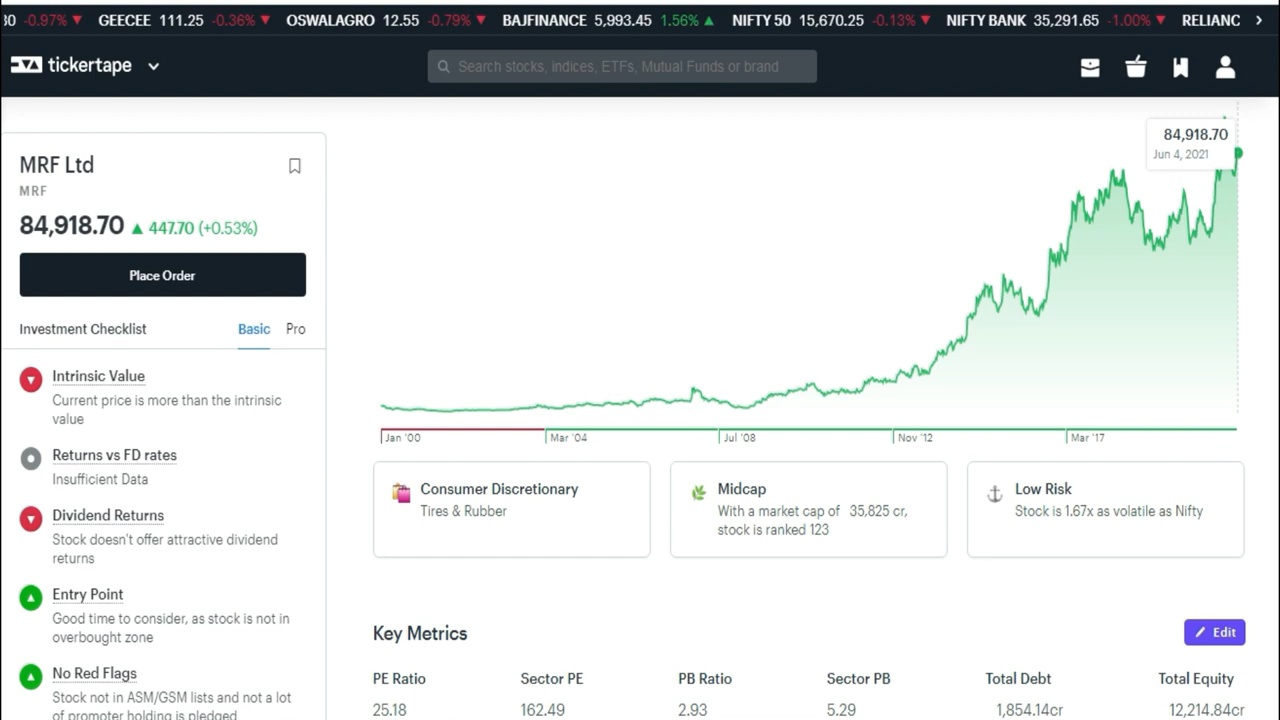 30 -0.97% ▼ GEECEE 111.25 -0.36% ▼ OSWALAGRO 12.55 -0.79% ▼ BAJFINANCE 5,993.45 1.56% ▲ NIFTY 50 15,670.25 -0.13% ▼ NIFTY BANK 35,291.65 -1.00% ▼ RELIANC
tickertape
Search stocks, indices, ETFs, Mutual Funds or brand
MRF Ltd
MRF
84,918.70 ▲ 447.70 (+0.53%)
Place Order
Investment Checklist Basic Pro
Intrinsic Value
Current price is more than the intrinsic
value
Returns vs FD rates
Insufficient Data
Dividend Returns
Stock doesn't offer attractive dividend
returns
Entry Point
Good time to consider, as stock is not in
overbought zone
No Red Flags
Stock not in ASM/GSM lists and not a lot
of promoter holding is pledged
84,918.70
Jun 4, 2021
Jan '00 Mar '04 Jul '08 Nov '12 Mar '17
Consumer Discretionary
Tires & Rubber
Midcap
With a market cap of 35,825 cr,
stock is ranked 123
Low Risk
Stock is 1.67x as volatile as Nifty
Key Metrics
Edit
PE Ratio Sector PE PB Ratio Sector PB Total Debt Total Equity
25.18 162.49 2.93 5.29 1,854.14cr 12,214.84cr